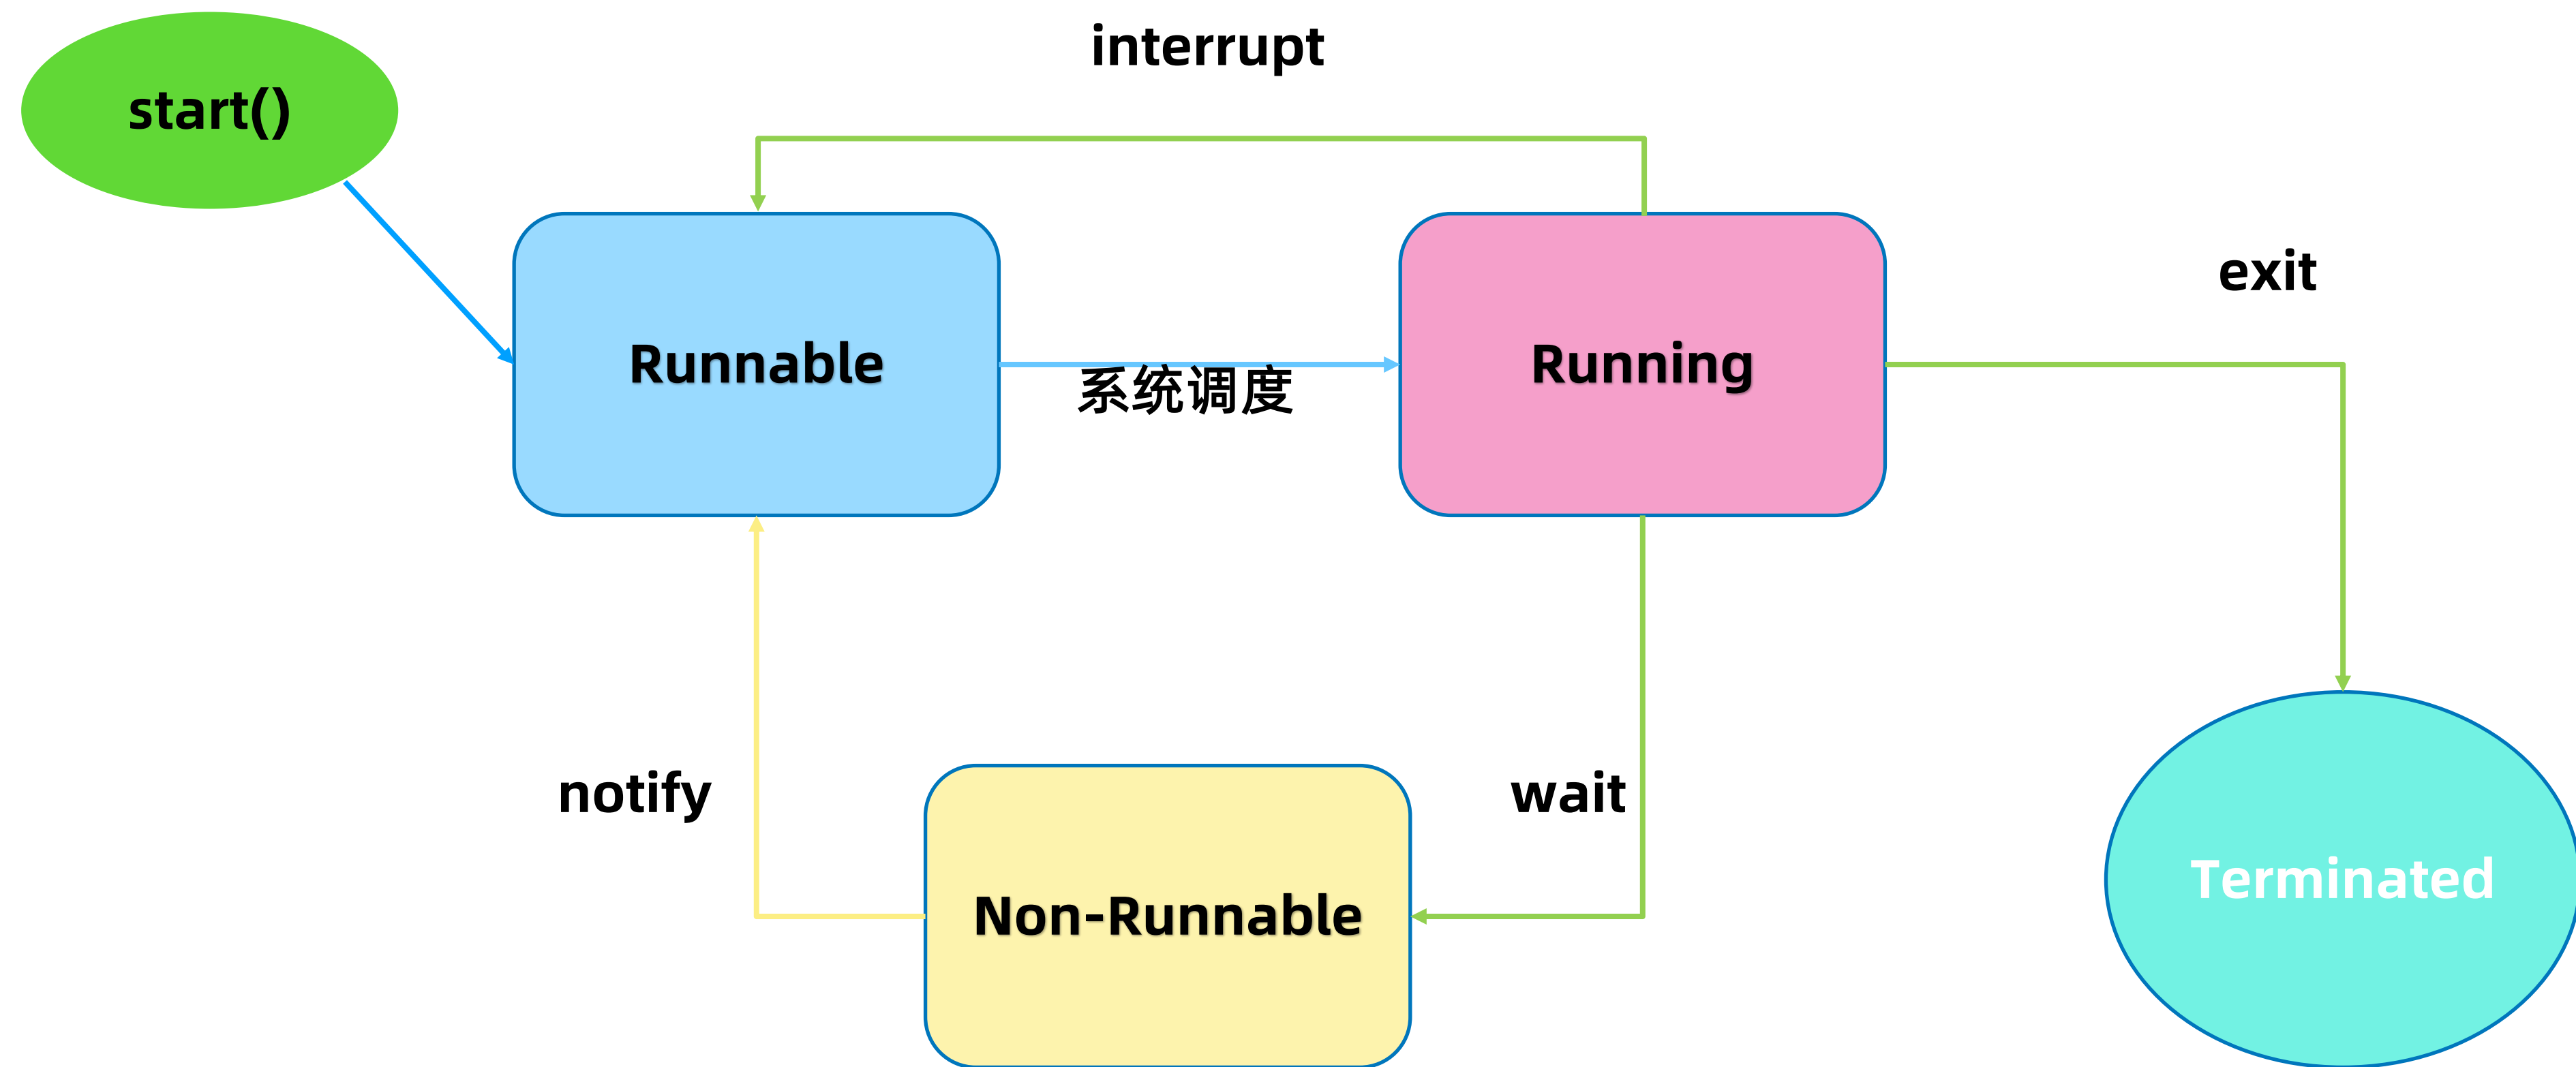 interrupt
start()
exit
Runnable
系统调度
Running
notify
wait
Non-Runnable
Terminated